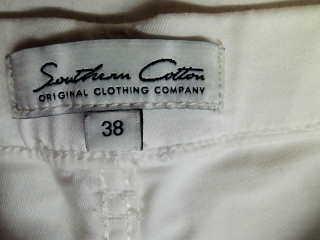 Southern Cotton
ORIGINAL CLOTHING COMPANY
38